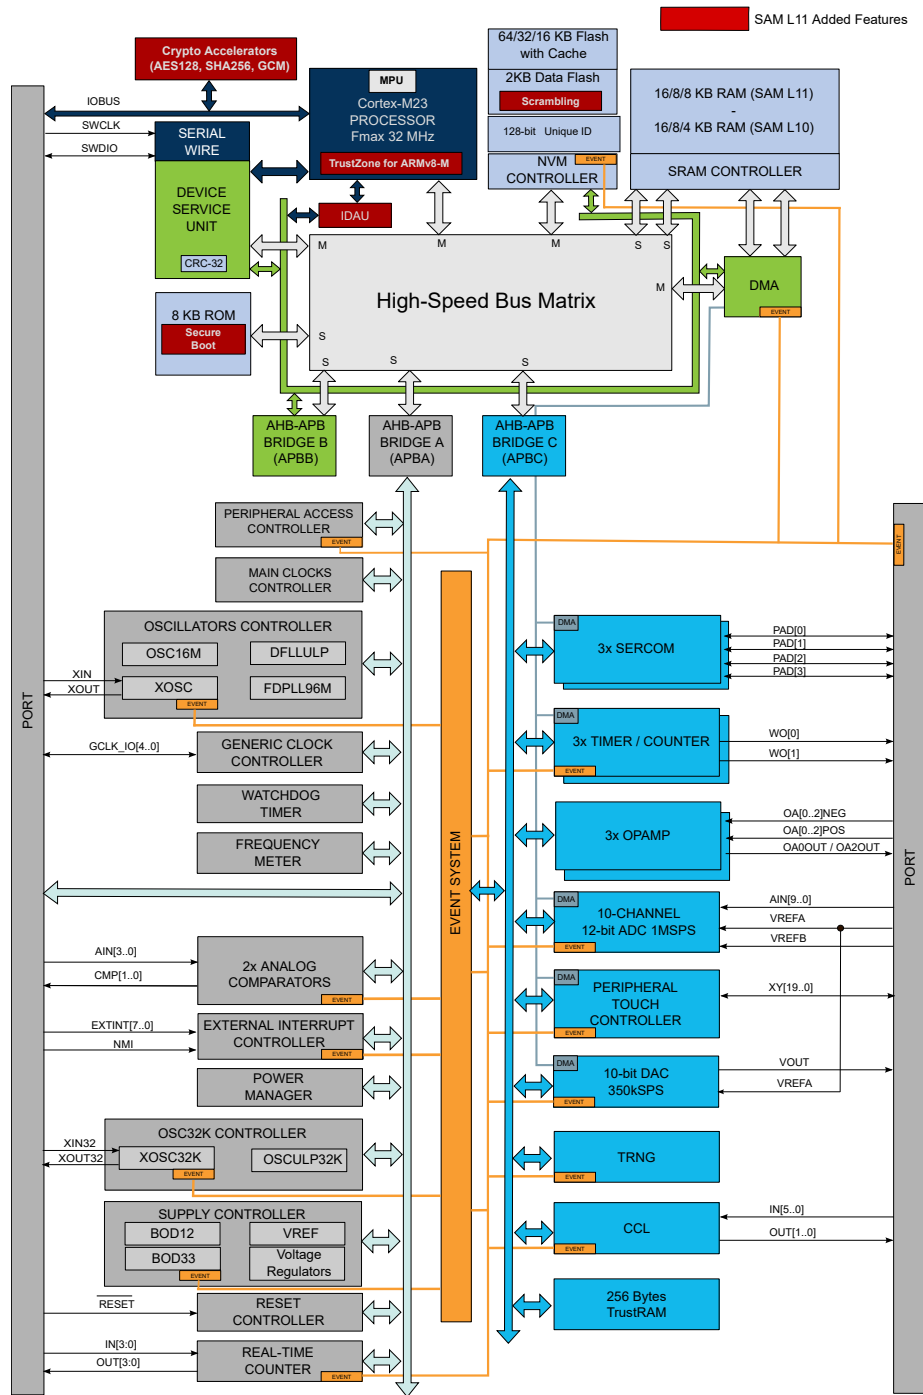 SAM L11 Added Features
Crypto Accelerators
(AES128, SHA256, GCM)
64/32/16 KB Flash
with Cache
2KB Data Flash
Scrambling
128-bit Unique ID
EVENT
NVM
CONTROLLER
16/8/8 KB RAM (SAM L11)
-
16/8/4 KB RAM (SAM L10)
SRAM CONTROLLER
MPU
Cortex-M23
PROCESSOR
Fmax 32 MHz
TrustZone for ARMv8-M
IOBUS
SWCLK
SWDIO
SERIAL
WIRE
DEVICE
SERVICE
UNIT
CRC-32
IDAU
M
M
M
S
S
High-Speed Bus Matrix
M
DMA
EVENT
8 KB ROM
Secure
Boot
S
S
S
S
AHB-APB
BRIDGE B
(APBB)
AHB-APB
BRIDGE A
(APBA)
AHB-APB
BRIDGE C
(APBC)
PORT
PERIPHERAL ACCESS
CONTROLLER
EVENT
MAIN CLOCKS
CONTROLLER
OSCILLATORS CONTROLLER
OSC16M
DFLLULP
XOSC
FDPLL96M
EVENT
XIN
XOUT
GCLK_IO[4..0]
GENERIC CLOCK
CONTROLLER
WATCHDOG
TIMER
FREQUENCY
METER
AIN[3..0]
CMP[1..0]
2x ANALOG
COMPARATORS
EVENT
EXTINT[7..0]
NMI
EXTERNAL INTERRUPT
CONTROLLER
EVENT
POWER
MANAGER
OSC32K CONTROLLER
XIN32
XOUT32
XOSC32K
OSCULP32K
EVENT
SUPPLY CONTROLLER
BOD12
VREF
BOD33
Voltage
Regulators
EVENT
RESET
RESET
CONTROLLER
IN[3:0]
OUT[3:0]
REAL-TIME
COUNTER
EVENT
EVENT SYSTEM
EVENT
PORT
DMA
3x SERCOM
PAD[0]
PAD[1]
PAD[2]
PAD[3]
DMA
3x TIMER / COUNTER
EVENT
WO[0]
WO[1]
3x OPAMP
OA[0..2]NEG
OA[0..2]POS
OA0OUT / OA2OUT
DMA
10-CHANNEL
12-bit ADC 1MSPS
EVENT
AIN[9..0]
VREFA
VREFB
DMA
PERIPHERAL
TOUCH
CONTROLLER
EVENT
XY[19..0]
DMA
10-bit DAC
350kSPS
EVENT
VOUT
VREFA
TRNG
EVENT
CCL
EVENT
IN[5..0]
OUT[1..0]
256 Bytes
TrustRAM